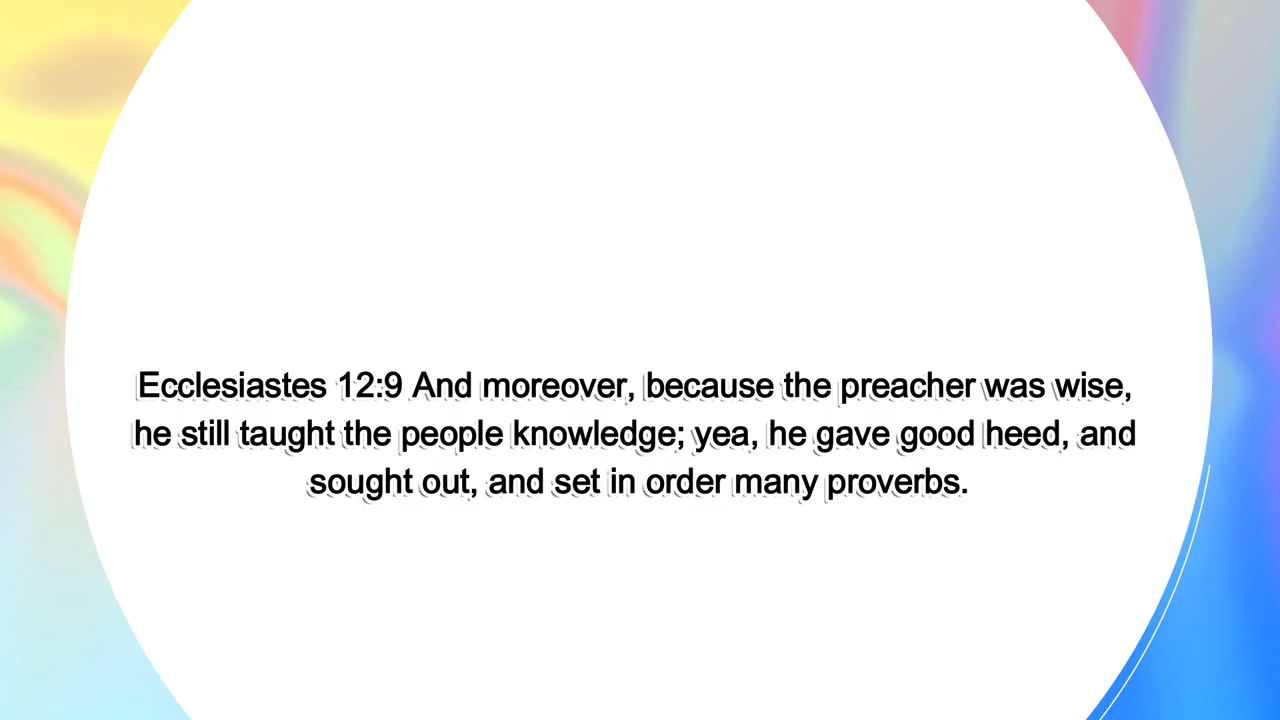 Ecclesiastes 12:9 And moreover, because the preacher was wise,
he still taught the people knowledge; yea, he gave good heed, and
sought out, and set in order many proverbs.